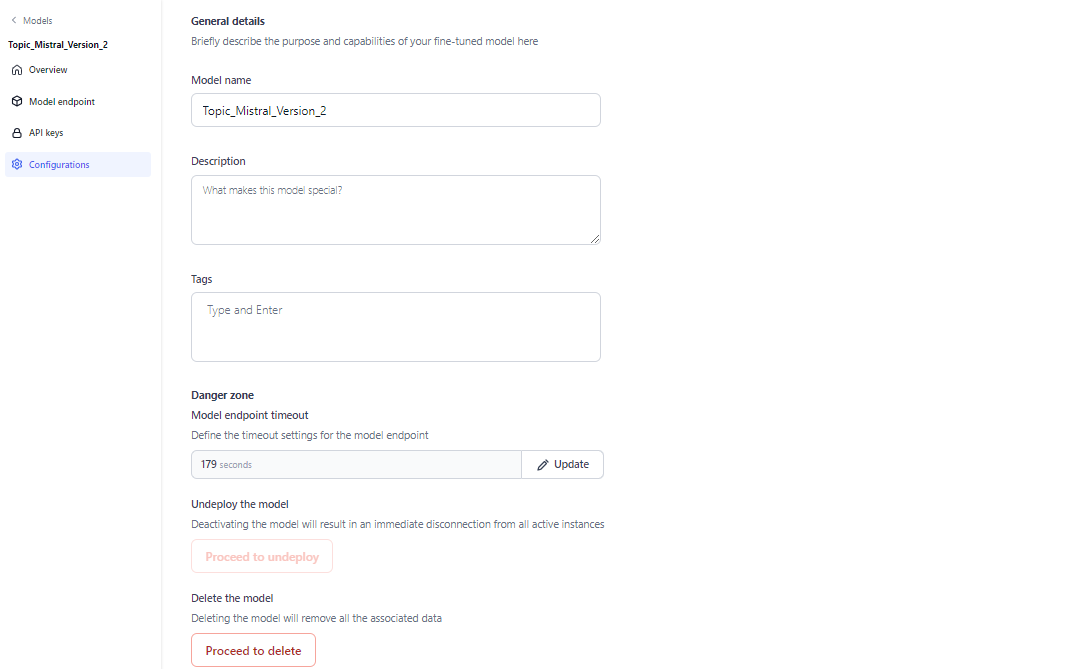 Models
Topic_Mistral_Version_2
Overview
Model endpoint
API keys
Configurations
General details
Briefly describe the purpose and capabilities of your fine-tuned model here
Model name
Topic_Mistral_Version_2
Description
What makes this model special?
Tags
Type and Enter
Danger zone
Model endpoint timeout
Define the timeout settings for the model endpoint
179 seconds
Update
Undeploy the model
Deactivating the model will result in an immediate disconnection from all active instances
Proceed to undeploy
Delete the model
Deleting the model will remove all the associated data
Proceed to delete